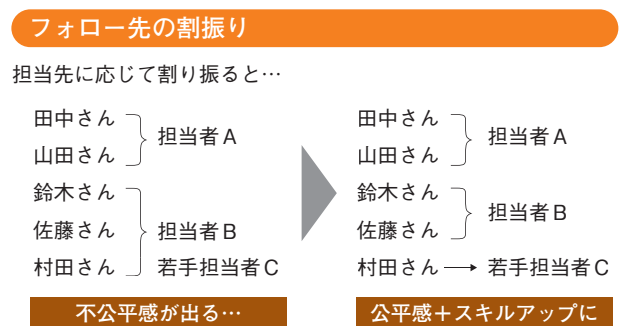 フォロー先の割振り
担当先に応じて割り振ると…
田中さん
山田さん
担当者A
鈴木さん
佐藤さん
村田さん
担当者B
若手担当者C
不公平感が出る…
田中さん
山田さん
担当者A
鈴木さん
佐藤さん
担当者B
村田さん
若手担当者C
公平感+スキルアップに